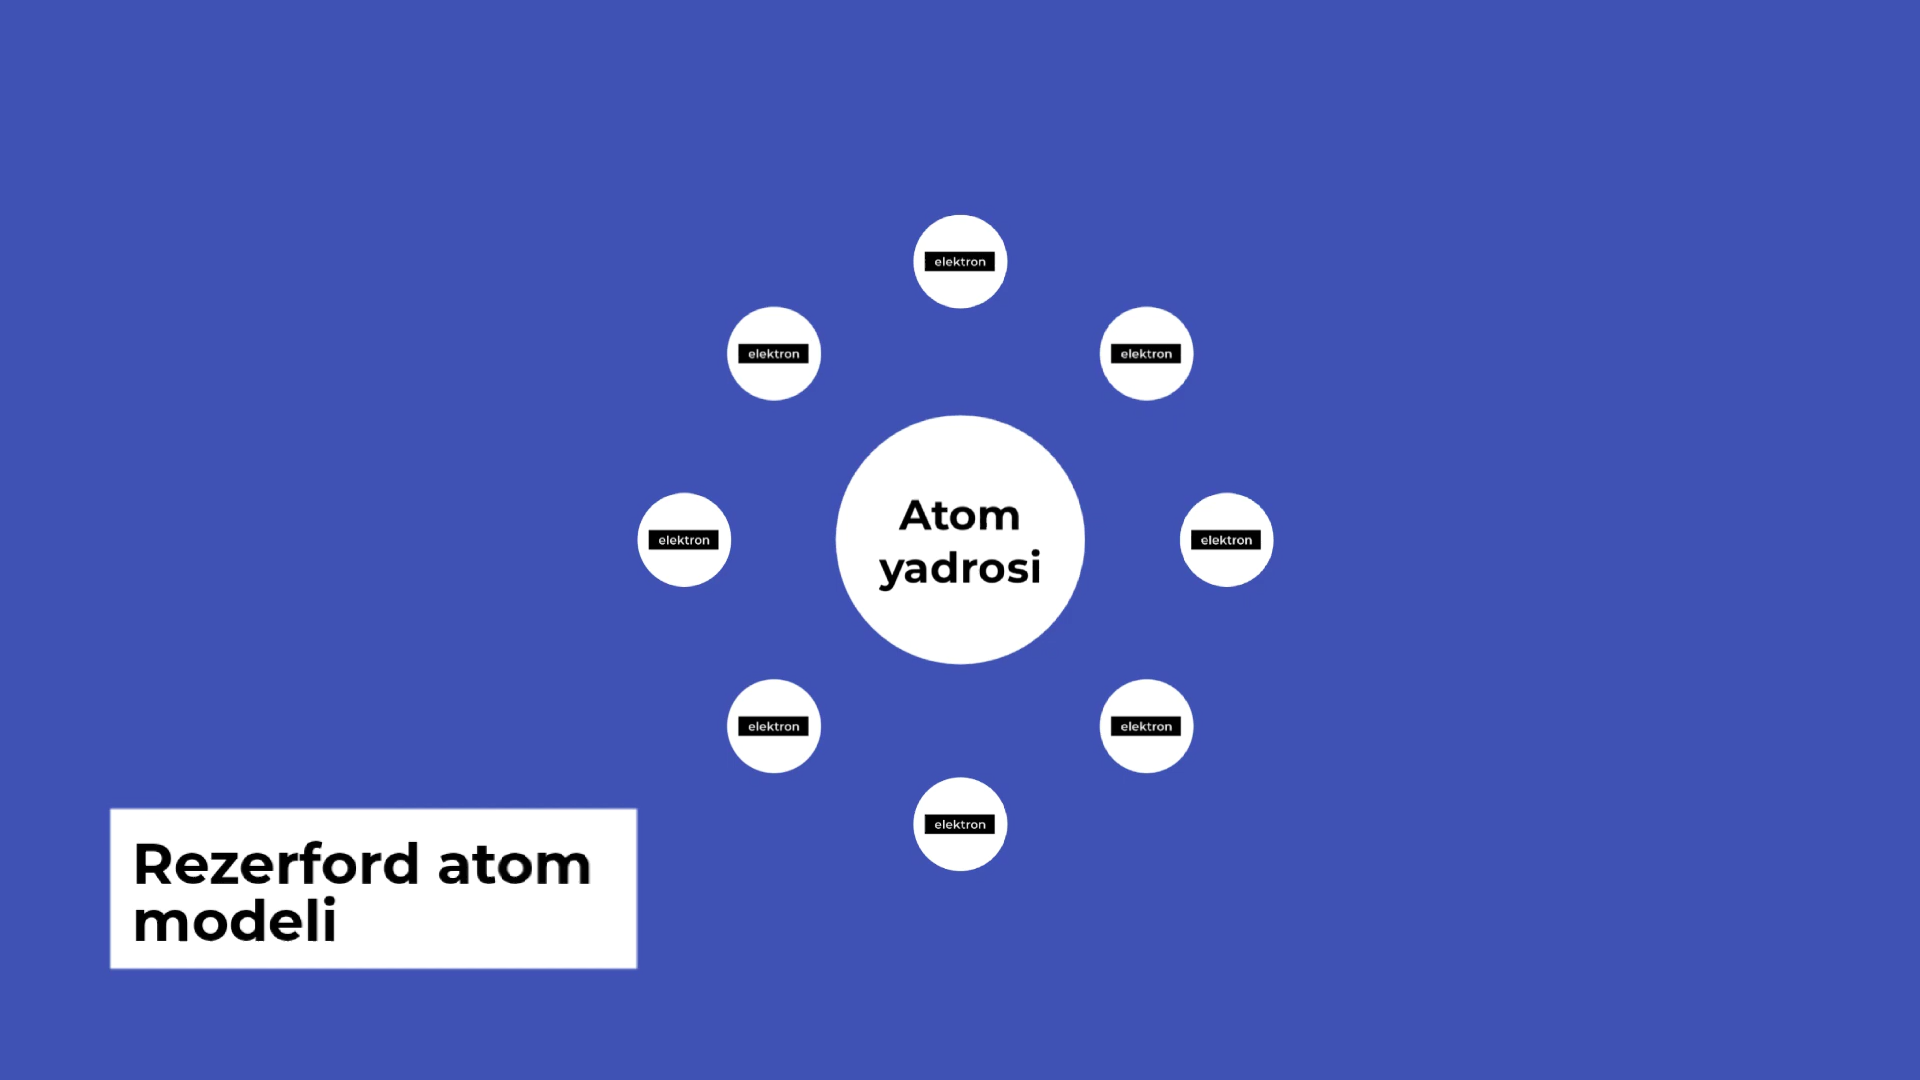 elektron
elektron
elektron
Atom
yadrosi
elektron
elektron
elektron
elektron
elektron
Rezerford atom
modeli